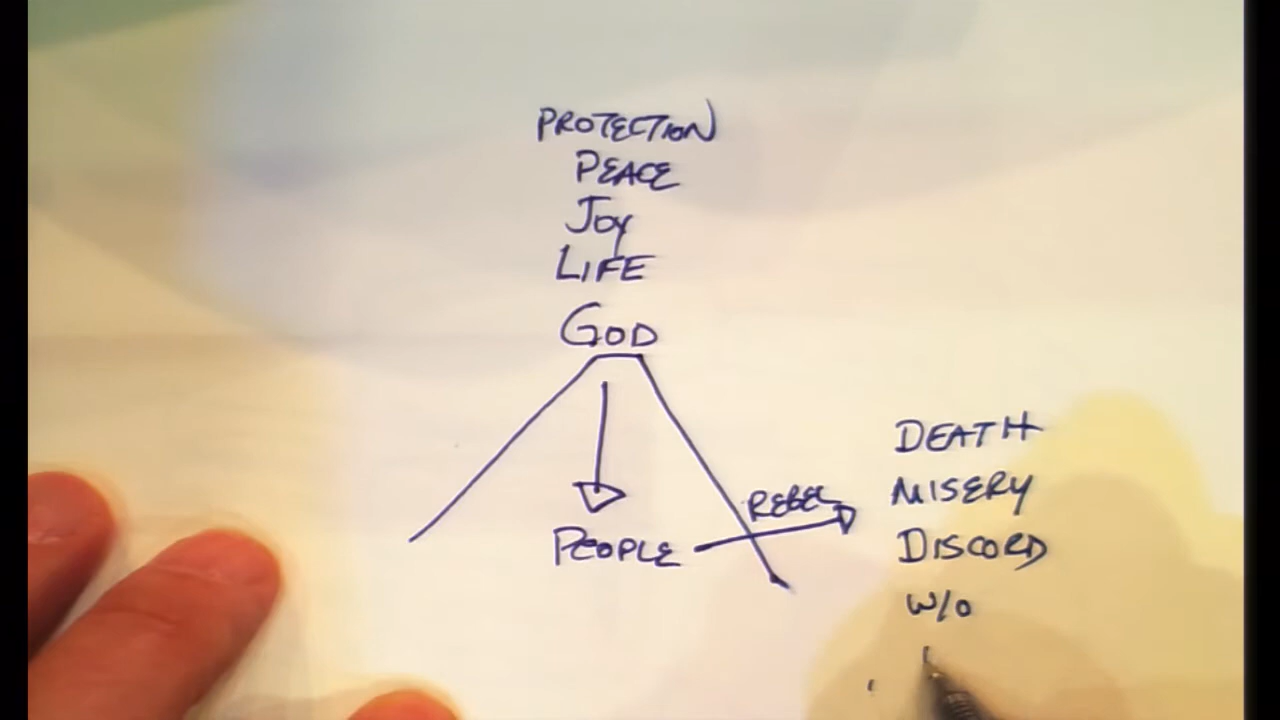 PROTECTION
PEACE
JOY
LIFE
GOD
PEOPLE
REBEL
DEATH
MISERY
DISCORD
W/O